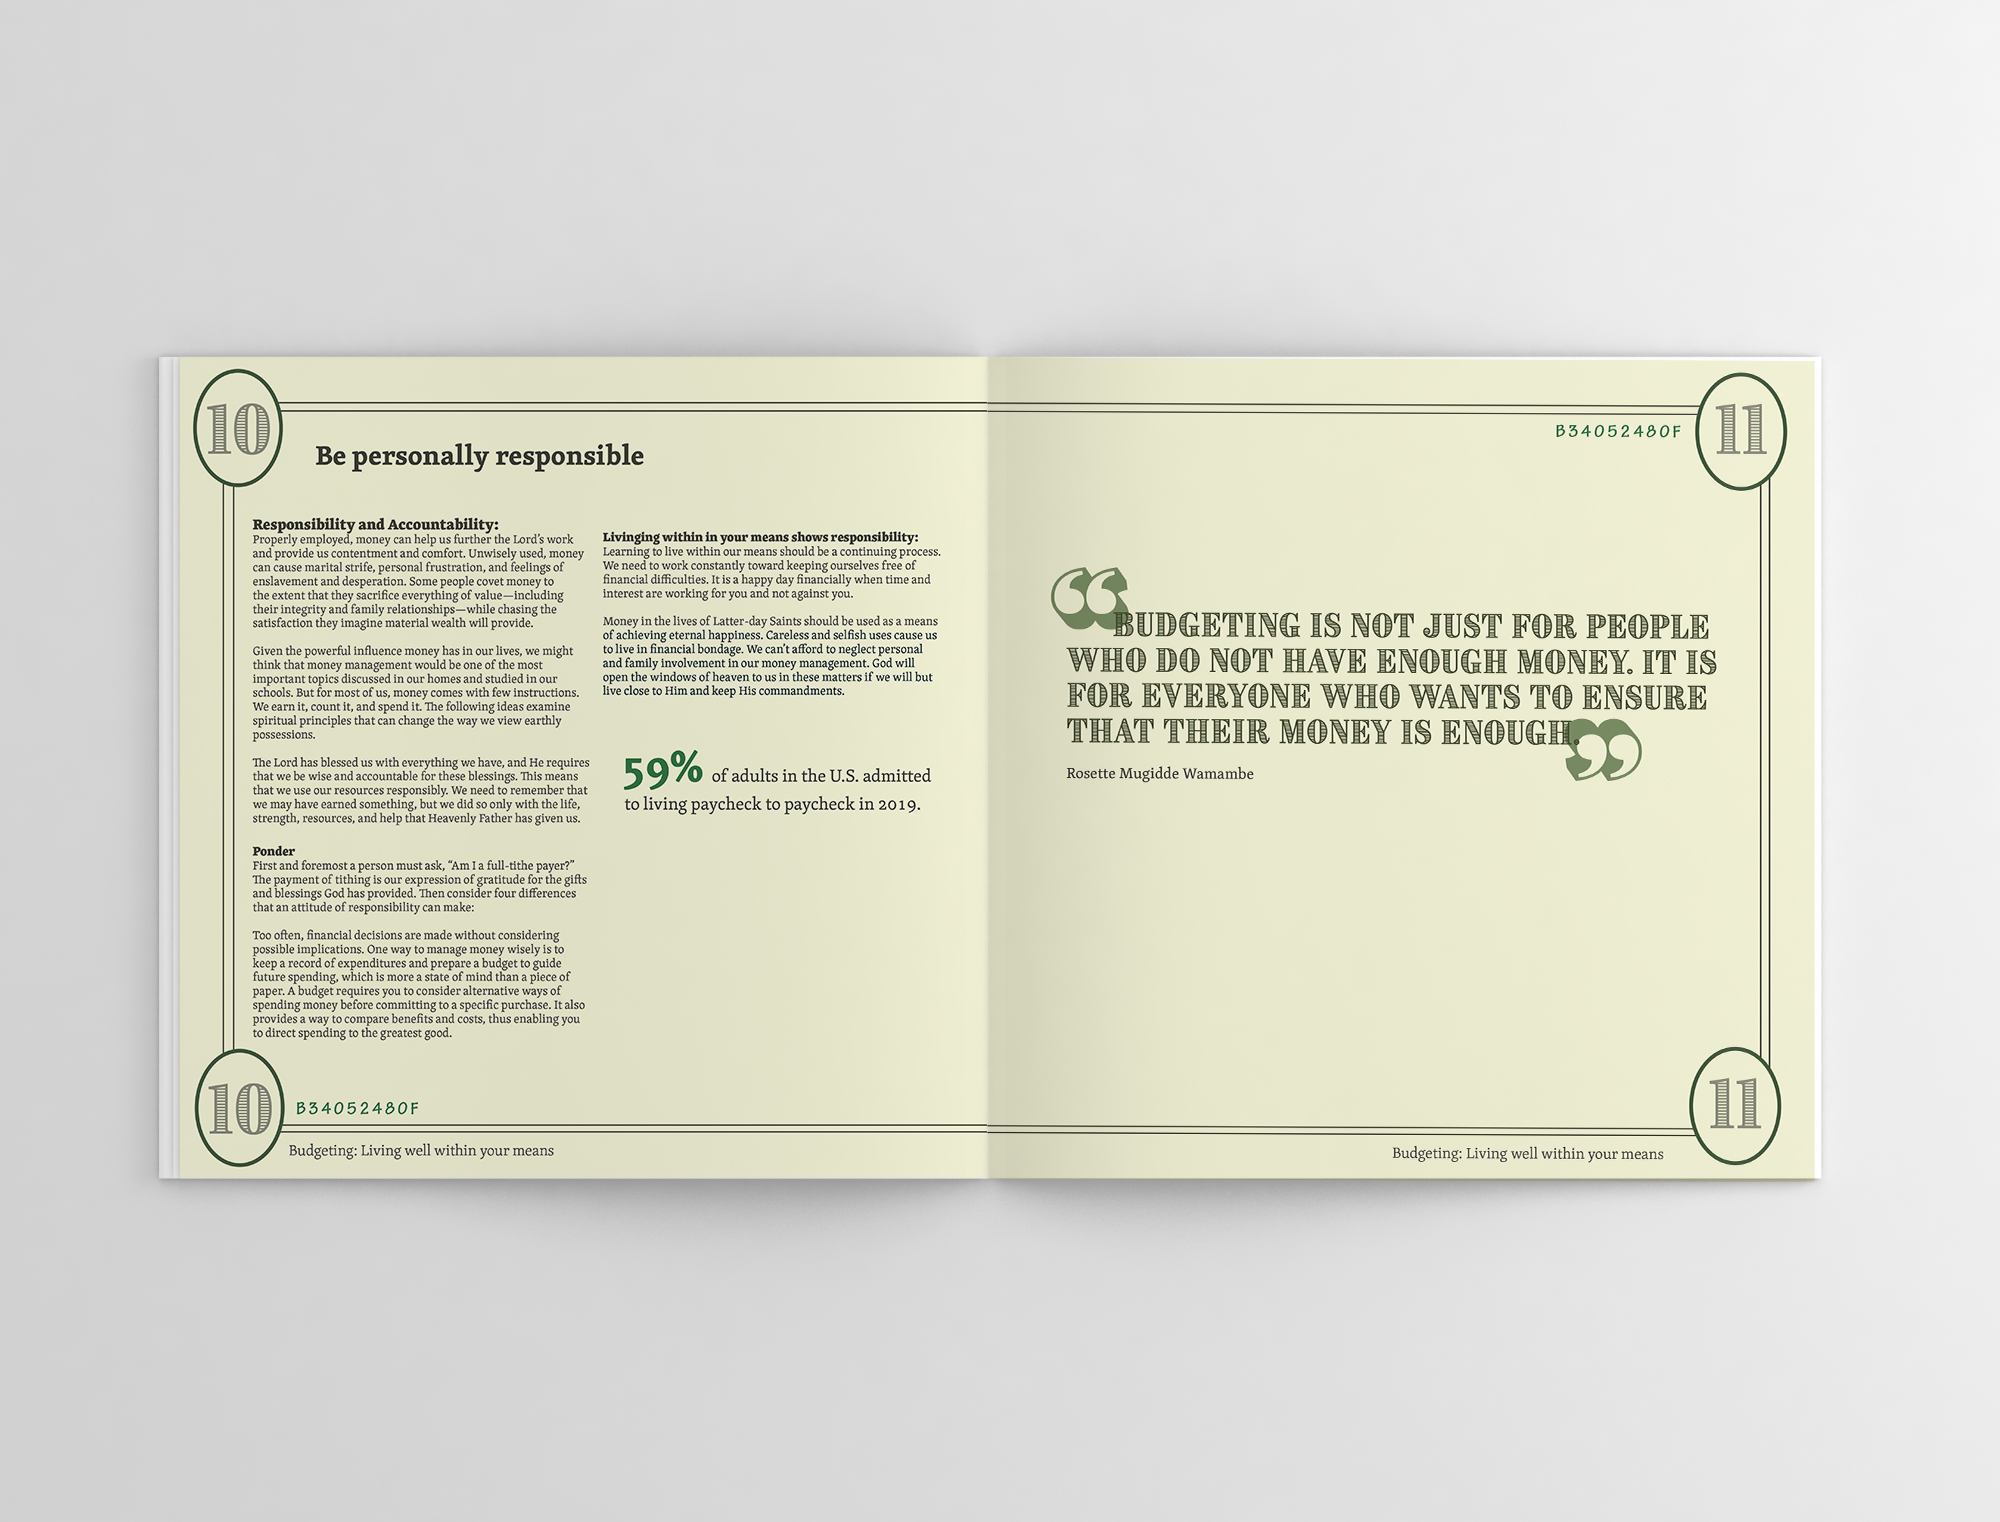 10
Be personally responsible
Responsibility and Accountability:
Properly employed, money can help us further the Lord's work
and provide us contentment and comfort. Unwisely used, money
can cause marital strife, personal frustration, and feelings of
enslavement and desperation. Some people covet money to
the extent that they sacrifice everything of value—including
their integrity and family relationships—while chasing the
satisfaction they imagine material wealth will provide.
Given the powerful influence money has in our lives, we might
think that money management would be one of the most
important topics discussed in our homes and studied in our
schools. But for most of us, money comes with few instructions.
We earn it, count it, and spend it. The following ideas examine
spiritual principles that can change the way we view earthly
possessions.
The Lord has blessed us with everything we have, and He requires
that we be wise and accountable for these blessings. This means
that we use our resources responsibly. We need to remember that
we may have earned something, but we did so only with the life,
strength, resources, and help that Heavenly Father has given us.
Ponder
First and foremost a person must ask, “Am I a full-tithe payer?”
The payment of tithing is our expression of gratitude for the gifts
and blessings God has provided. Then consider four differences
that an attitude of responsibility can make:
Too often, financial decisions are made without considering
possible implications. One way to manage money wisely is to
keep a record of expenditures and prepare a budget to guide
future spending, which is more a state of mind than a piece of
paper. A budget requires you to consider alternative ways of
spending money before committing to a specific purchase. It also
provides a way to compare benefits and costs, thus enabling you
to direct spending to the greatest good.
Livinging within in your means shows responsibility:
Learning to live within our means should be a continuing process.
We need to work constantly toward keeping ourselves free of
financial difficulties. It is a happy day financially when time and
interest are working for you and not against you.
Money in the lives of Latter-day Saints should be used as a means
of achieving eternal happiness. Careless and selfish uses cause us
to live in financial bondage. We can't afford to neglect personal
and family involvement in our money management. God will
open the windows of heaven to us in these matters if we will but
live close to Him and keep His commandments.
59% of adults in the U.S. admitted
to living paycheck to paycheck in 2019.
10
B34052480F
Budgeting: Living well within your means
B34052480F
11
“BUDGETING IS NOT JUST FOR PEOPLE
WHO DO NOT HAVE ENOUGH MONEY. IT IS
FOR EVERYONE WHO WANTS TO ENSURE
THAT THEIR MONEY IS ENOUGH.”
Rosette Mugidde Wamambe
11
Budgeting: Living well within your means